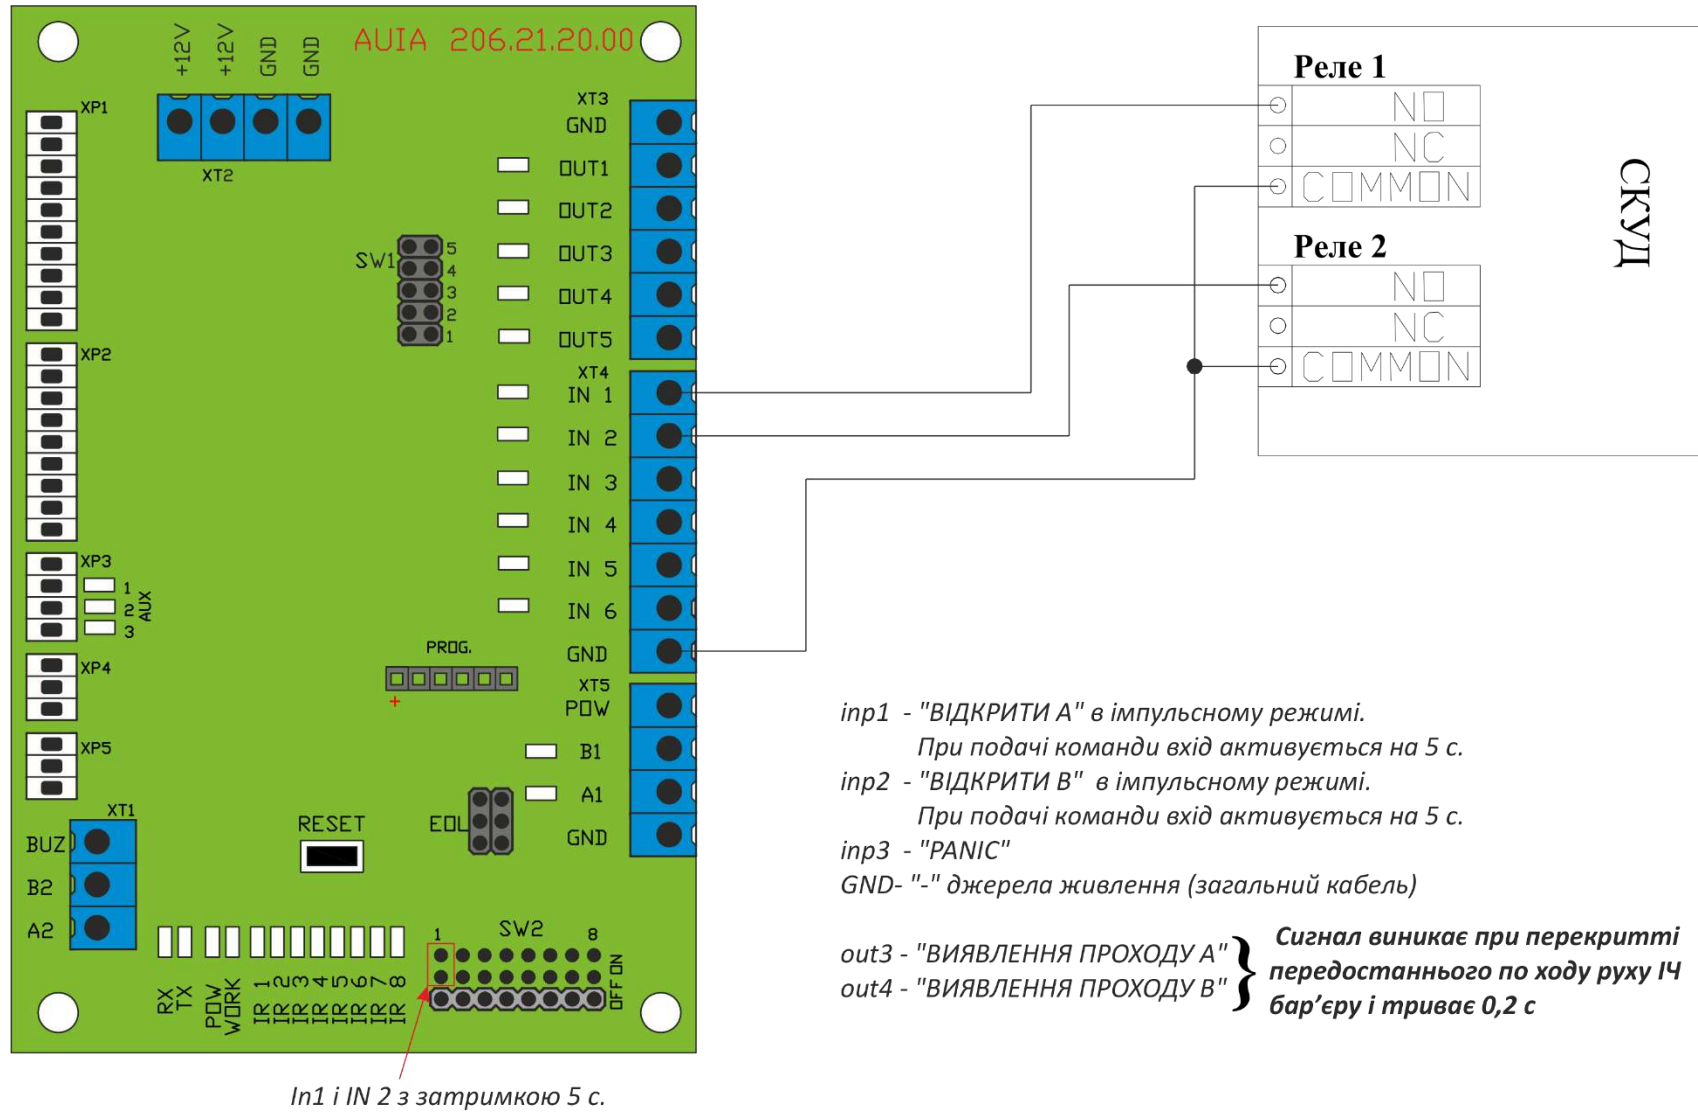 AUIA 206.21.20.00
+12V
+12V
GND
GND
XT2
XP1
XP2
XP3
1
2
3
AUX
XP4
XP5
XT1
BUZ
B2
A2
SW1
5
4
3
2
1
XT3
GND
OUT1
OUT2
OUT3
OUT4
OUT5
XT4
IN 1
IN 2
IN 3
IN 4
IN 5
IN 6
GND
PROG.
+
XT5
POW
B1
A1
GND
EOL
RESET
RX
TX
POW
WORK
IR 1
IR 2
IR 3
IR 4
IR 5
IR 6
IR 7
IR 8
1
SW2
8
OFF ON
In1 і IN 2 з затримкою 5 с.
Реле 1
NO
NC
COMMON
Реле 2
NO
NC
COMMON
СКУД
inp1 - "ВІДКРИТИ А" в імпульсному режимі.
При подачі команди вхід активується на 5 с.
inp2 - "ВІДКРИТИ В" в імпульсному режимі.
При подачі команди вхід активується на 5 с.
inp3 - "PANIC"
GND- "-" джерела живлення (загальний кабель)
out3 - "ВИЯВЛЕННЯ ПРОХОДУ А"
out4 - "ВИЯВЛЕННЯ ПРОХОДУ В"
}
Сигнал виникає при перекритті
передостаннього по ходу руху ІЧ
бар’єру і триває 0,2 с